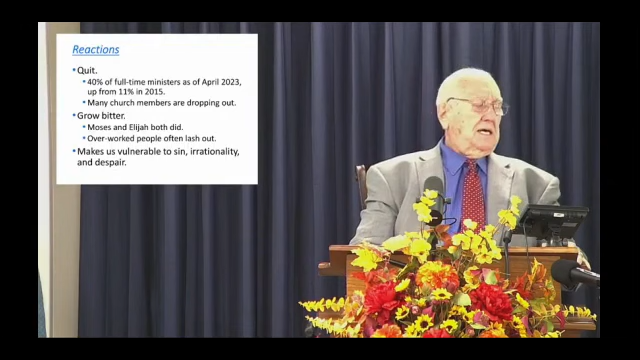 Reactions
• Quit.
• 40% of full-time ministers as of April 2023,
up from 11% in 2015.
• Many church members are dropping out.
• Grow bitter.
• Moses and Elijah both did.
• Over-worked people often lash out.
• Makes us vulnerable to sin, irrationality,
and despair.